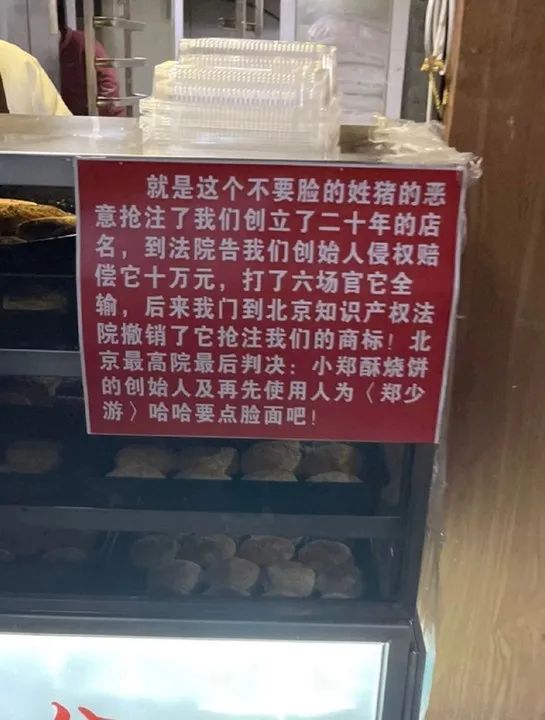 就是这个不要脸的姓猪的恶
意抢注了我们创立了二十年的店
名，到法院告我们创始人侵权赔
偿它十万元，打了六场官它全
输，后来我门到北京知识产权法
院撤销了它抢注我们的商标！北
京最高院最后判决：小郑酥烧饼
的创始人及再先使用人为〈郑少
游〉哈哈要点脸面吧！